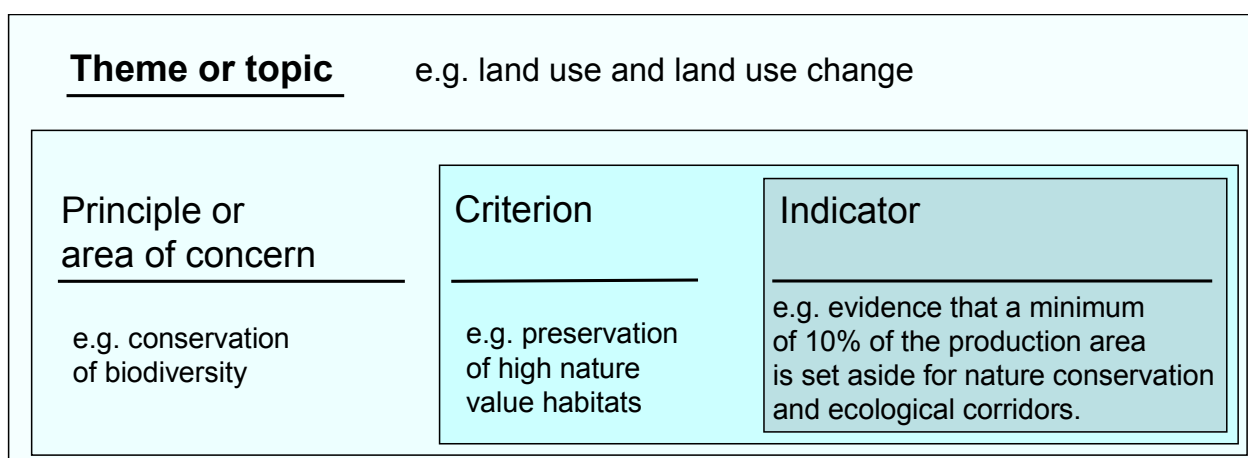 Theme or topic e.g. land use and land use change
Principle or
area of concern
e.g. conservation
of biodiversity
Criterion
e.g. preservation
of high nature
value habitats
Indicator
e.g. evidence that a minimum
of 10% of the production area
is set aside for nature conservation
and ecological corridors.